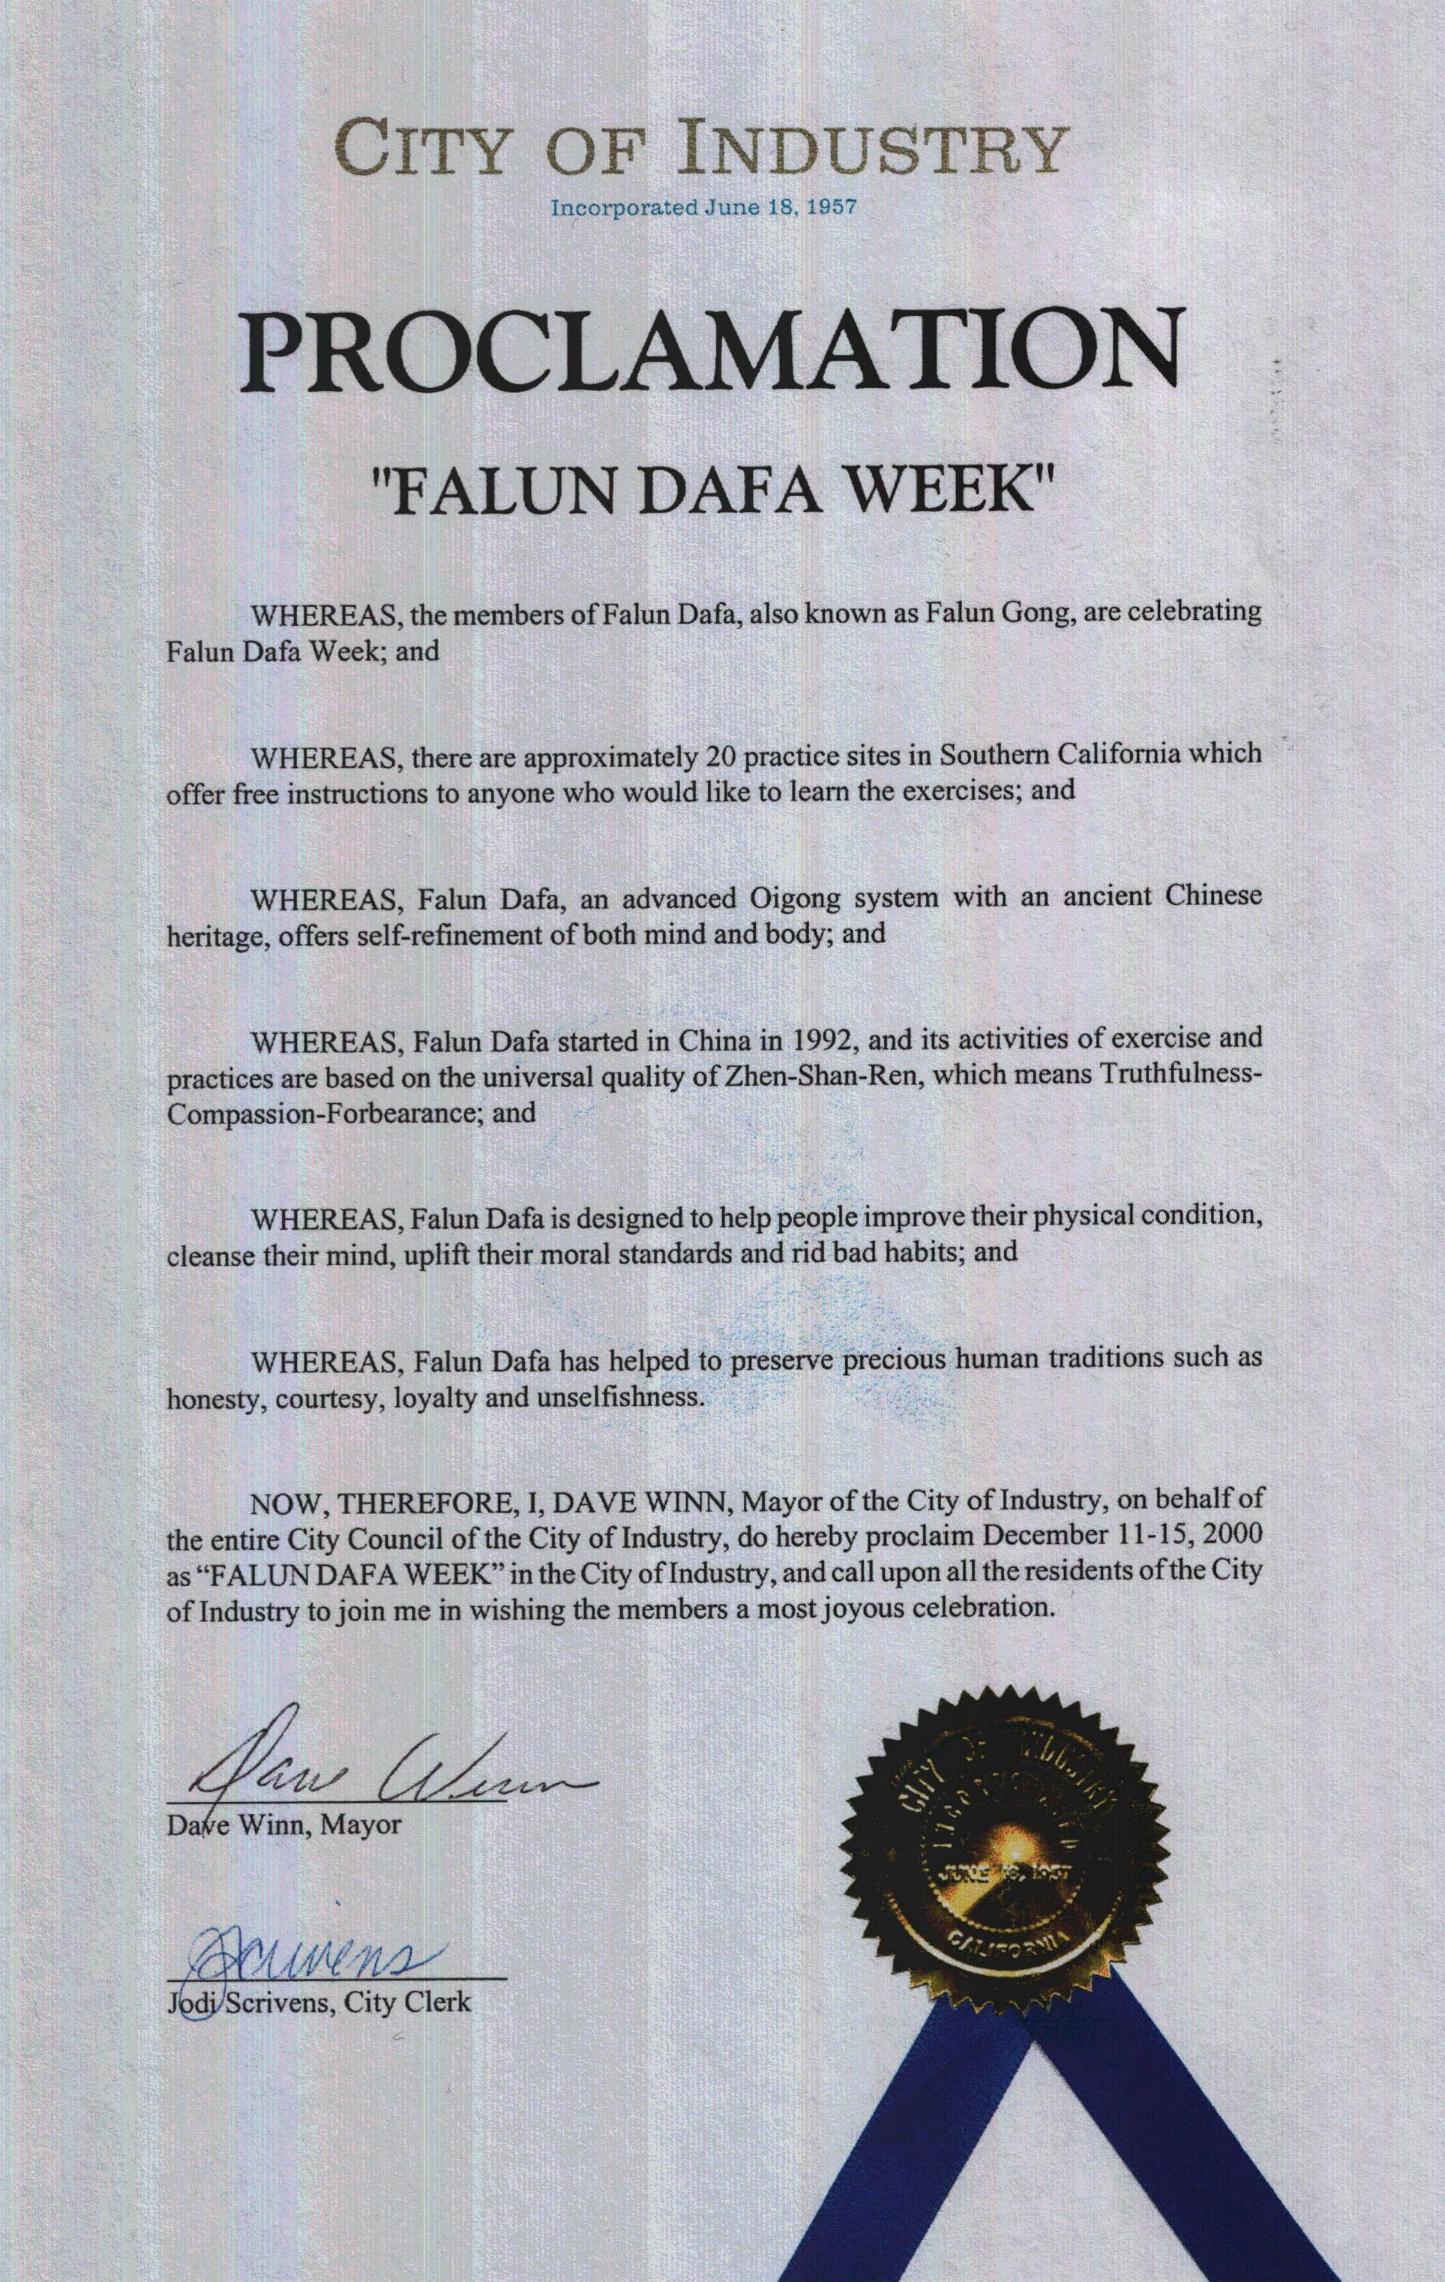 CITY OF INDUSTRY
Incorporated June 18, 1957
PROCLAMATION
"FALUN DAFA WEEK"
WHEREAS, the members of Falun Dafa, also known as Falun Gong, are celebrating
Falun Dafa Week; and
WHEREAS, there are approximately 20 practice sites in Southern California which
offer free instructions to anyone who would like to learn the exercises; and
WHEREAS, Falun Dafa, an advanced Oigong system with an ancient Chinese
heritage, offers self-refinement of both mind and body; and
WHEREAS, Falun Dafa started in China in 1992, and its activities of exercise and
practices are based on the universal quality of Zhen-Shan-Ren, which means Truthfulness-
Compassion-Forbearance; and
WHEREAS, Falun Dafa is designed to help people improve their physical condition,
cleanse their mind, uplift their moral standards and rid bad habits; and
WHEREAS, Falun Dafa has helped to preserve precious human traditions such as
honesty, courtesy, loyalty and unselfishness.
NOW, THEREFORE, I, DAVE WINN, Mayor of the City of Industry, on behalf of
the entire City Council of the City of Industry, do hereby proclaim December 11-15, 2000
as “FALUN DAFA WEEK” in the City of Industry, and call upon all the residents of the City
of Industry to join me in wishing the members a most joyous celebration.
Dave Winn
Dave Winn, Mayor
JScrivens
Jodi Scrivens, City Clerk
CITY OF INDUSTRY
INCORPORATED
JUNE 18, 1957
CALIFORNIA